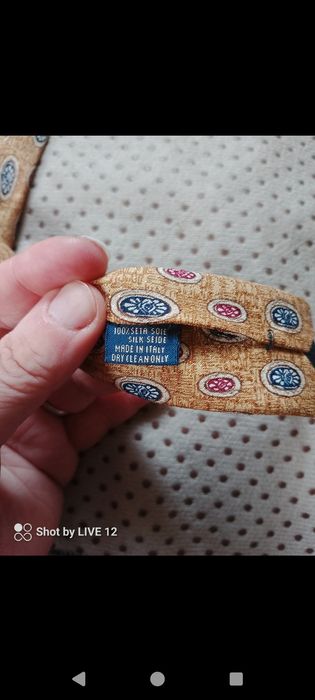 100% SETA SOIE
SILK SEIDE
MADE IN ITALY
DRY CLEAN ONLY
Shot by LIVE 12